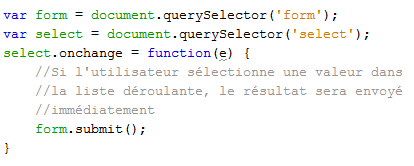 var form = document.querySelector('form');
var select = document.querySelector('select');
select.onchange = function(e) {
    //Si l'utilisateur sélectionne une valeur dans
    //la liste déroulante, le résultat sera envoyé
    //immédiatement
    form.submit();
}